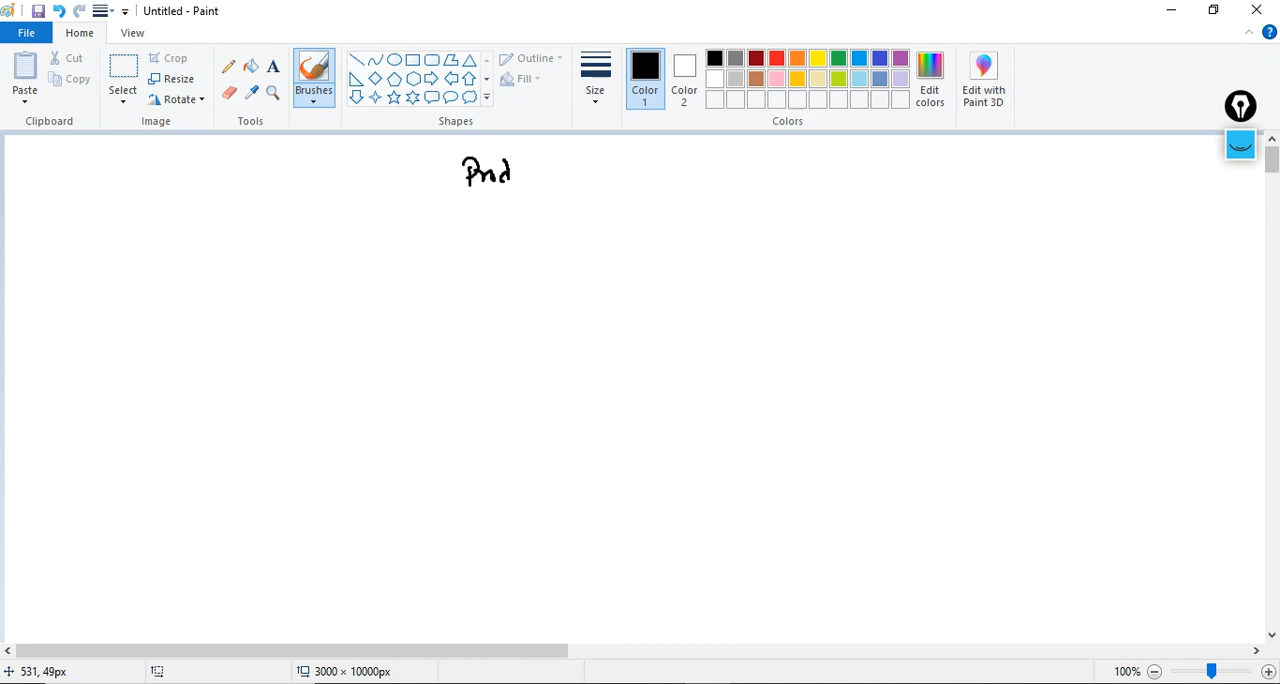 Untitled - Paint
File Home View
Paste Cut Copy Select Crop Resize Rotate A Brushes Outline Fill Size Color 1 Color 2 Edit colors Edit with Paint 3D
Clipboard Image Tools Shapes Colors
Prod
531, 49px 3000 × 10000px 100%